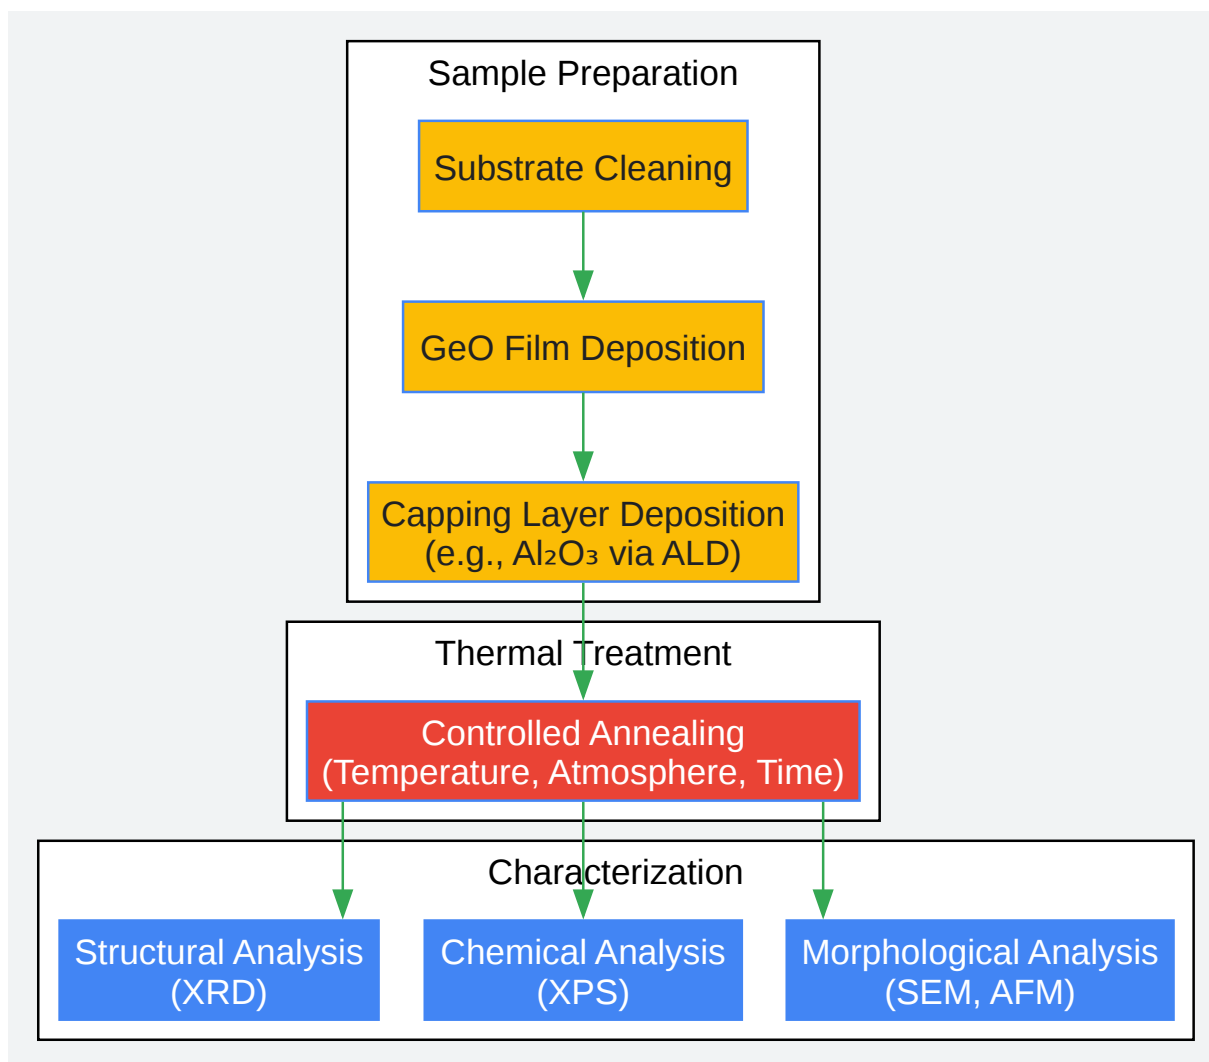 Sample Preparation
Substrate Cleaning
GeO Film Deposition
Capping Layer Deposition
(e.g., Al₂O₃ via ALD)
Thermal Treatment
Controlled Annealing
(Temperature, Atmosphere, Time)
Characterization
Structural Analysis
(XRD)
Chemical Analysis
(XPS)
Morphological Analysis
(SEM, AFM)